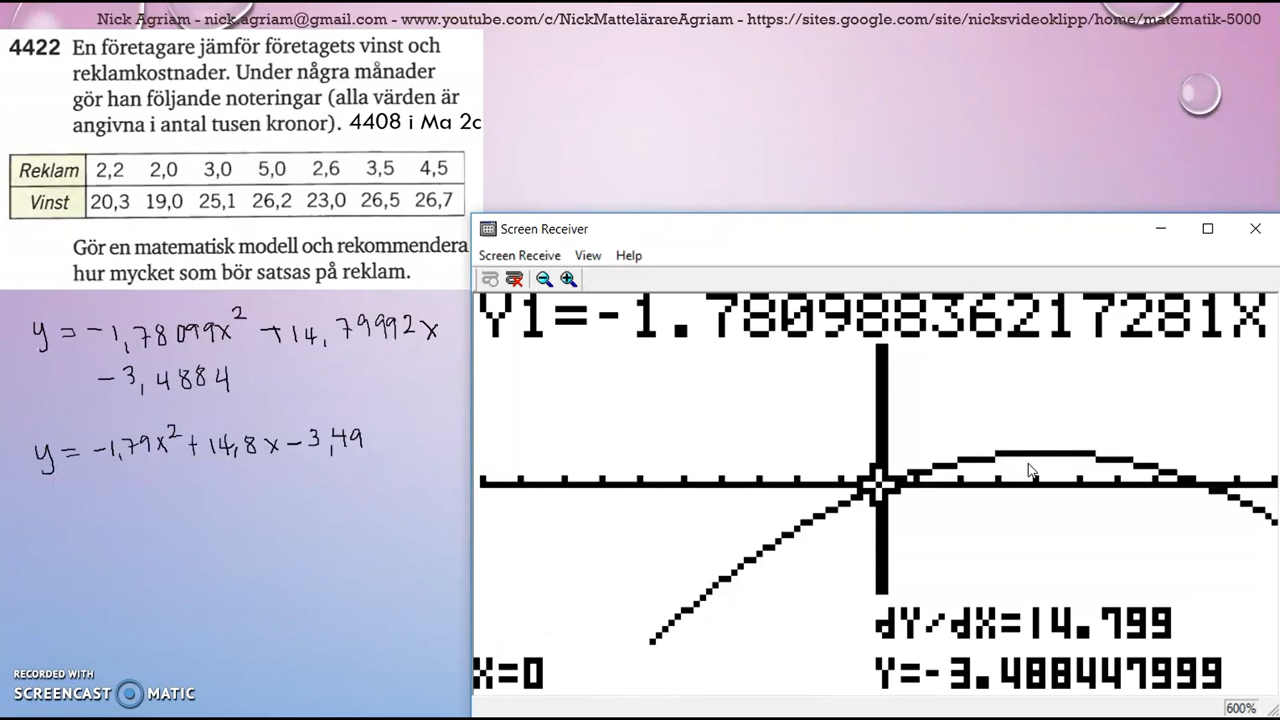 Nick Agriam - nick.agriam@gmail.com - www.youtube.com/c/NickMattelärareAgriam - https://sites.google.com/site/nicksvideoklipp/home/matematik-5000
4422 En företagare jämför företagets vinst och
reklamkostnader. Under några månader
gör han följande noteringar (alla värden är
angivna i antal tusen kronor). 4408 i Ma 2c
Reklam 2,2 2,0 3,0 5,0 2,6 3,5 4,5
Vinst 20,3 19,0 25,1 26,2 23,0 26,5 26,7
Gör en matematisk modell och rekommendera
hur mycket som bör satsas på reklam.
y = -1,78099x² + 14,79992x
- 3,4884
y = -1,79x² + 14,8x - 3,49
Screen Receiver
Screen Receive View Help
Y1=-1.78098836217281X
dY/dX=14.799
X=0 Y=-3.488447999
600%
RECORDED WITH
SCREENCAST MATIC